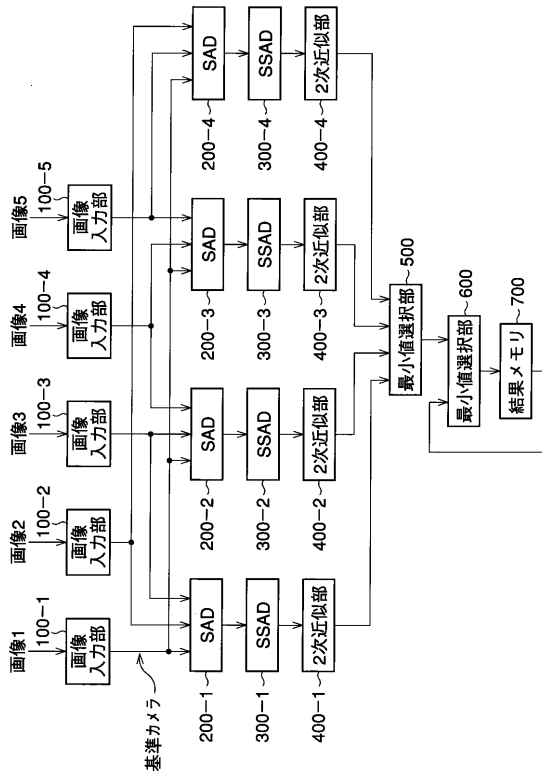 画像1
画像2
画像3
画像4
画像5
100-1
100-2
100-3
100-4
100-5
画像
入力部
画像
入力部
画像
入力部
画像
入力部
画像
入力部
基準カメラ
SAD
SAD
SAD
SAD
200-1
200-2
200-3
200-4
SSAD
SSAD
SSAD
SSAD
300-1
300-2
300-3
300-4
2次近似部
2次近似部
2次近似部
2次近似部
400-1
400-2
400-3
400-4
最小値選択部
500
最小値選択部
600
結果メモリ
700